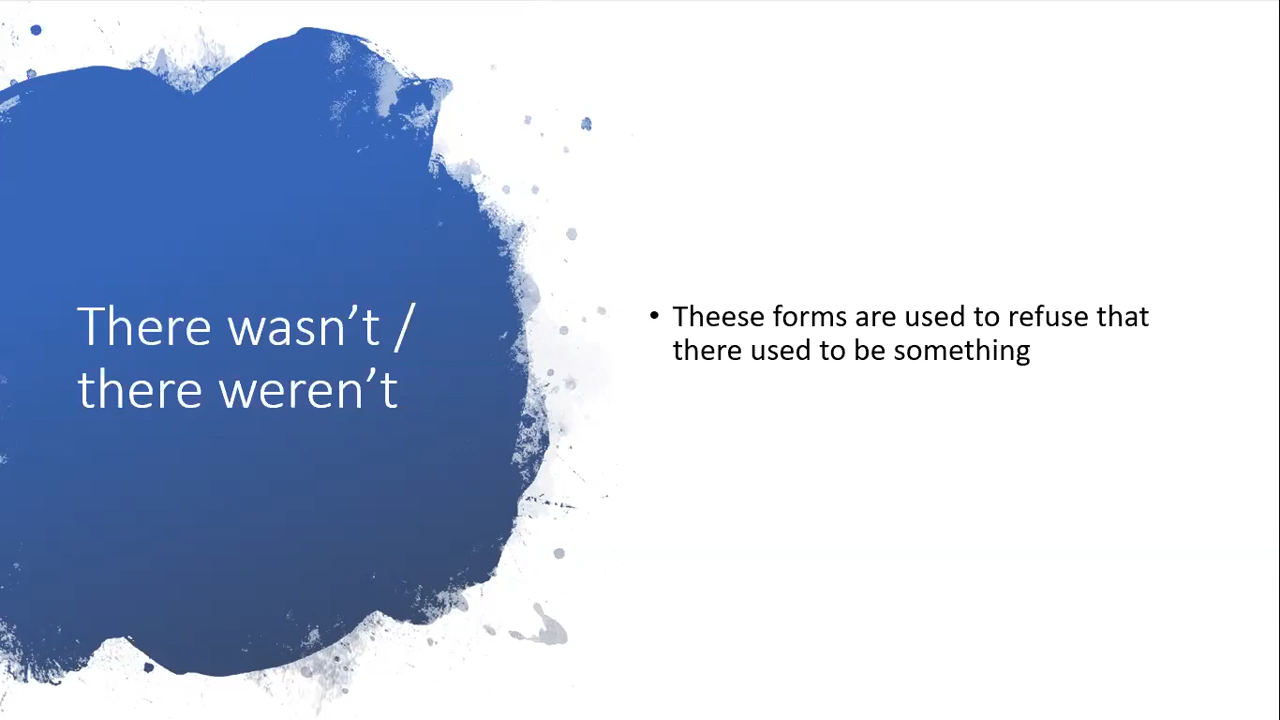 There wasn’t /
there weren’t
• Theese forms are used to refuse that
there used to be something